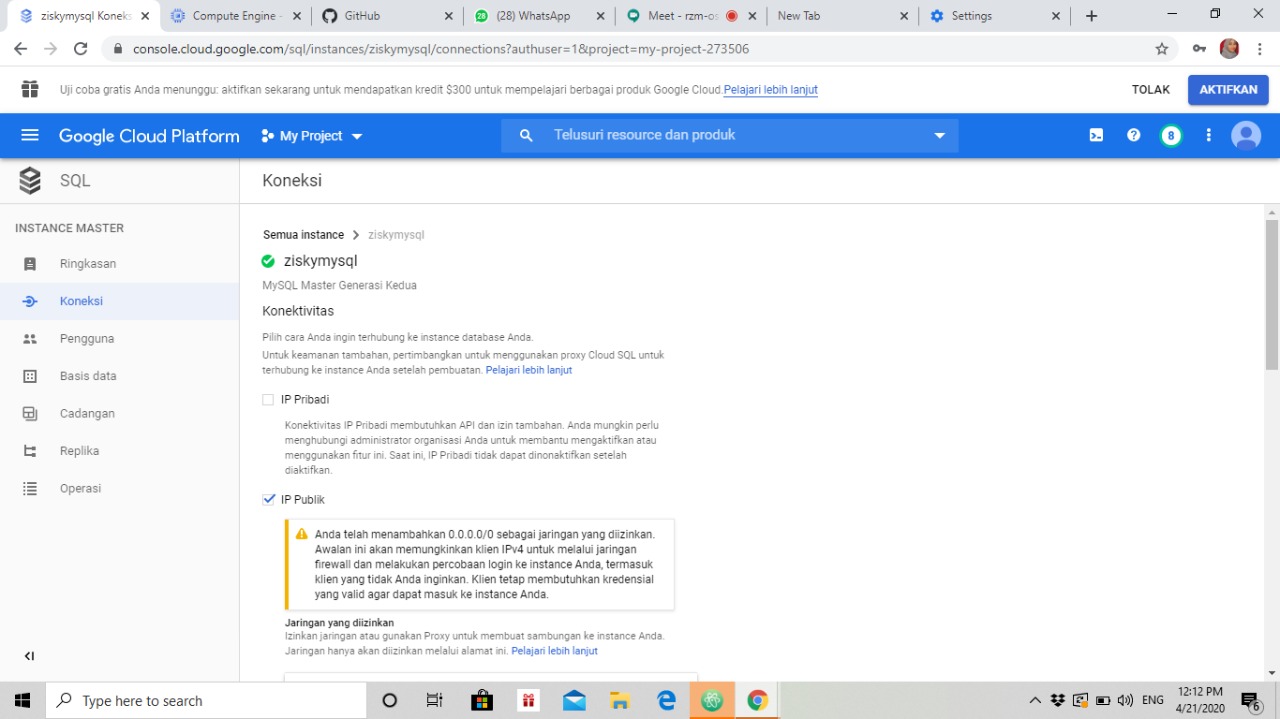 ziskymysql Koneks
Compute Engine -
GitHub
28
(28) WhatsApp
Meet - rzm-os
New Tab
Settings
console.cloud.google.com/sql/instances/ziskymysql/connections?authuser=1&project=my-project-273506
Uji coba gratis Anda menunggu: aktifkan sekarang untuk mendapatkan kredit $300 untuk mempelajari berbagai produk Google Cloud.Pelajari lebih lanjut
TOLAK
AKTIFKAN
Google Cloud Platform
My Project
Telusuri resource dan produk
8
SQL
Koneksi
INSTANCE MASTER
Ringkasan
Koneksi
Pengguna
Basis data
Cadangan
Replika
Operasi
Semua instance
ziskymysql
ziskymysql
MySQL Master Generasi Kedua
Konektivitas
Pilih cara Anda ingin terhubung ke instance database Anda.
Untuk keamanan tambahan, pertimbangkan untuk menggunakan proxy Cloud SQL untuk
terhubung ke instance Anda setelah pembuatan. Pelajari lebih lanjut
IP Pribadi
Konektivitas IP Pribadi membutuhkan API dan izin tambahan. Anda mungkin perlu
menghubungi administrator organisasi Anda untuk membantu mengaktifkan atau
menggunakan fitur ini. Saat ini, IP Pribadi tidak dapat dinonaktifkan setelah
diaktifkan.
IP Publik
Anda telah menambahkan 0.0.0.0/0 sebagai jaringan yang diizinkan.
Awalan ini akan memungkinkan klien IPv4 untuk melalui jaringan
firewall dan melakukan percobaan login ke instance Anda, termasuk
klien yang tidak Anda inginkan. Klien tetap membutuhkan kredensial
yang valid agar dapat masuk ke instance Anda.
Jaringan yang diizinkan
Izinkan jaringan atau gunakan Proxy untuk membuat sambungan ke instance Anda.
Jaringan hanya akan diizinkan melalui alamat ini. Pelajari lebih lanjut
Type here to search
ENG
12:12 PM
4/21/2020
6